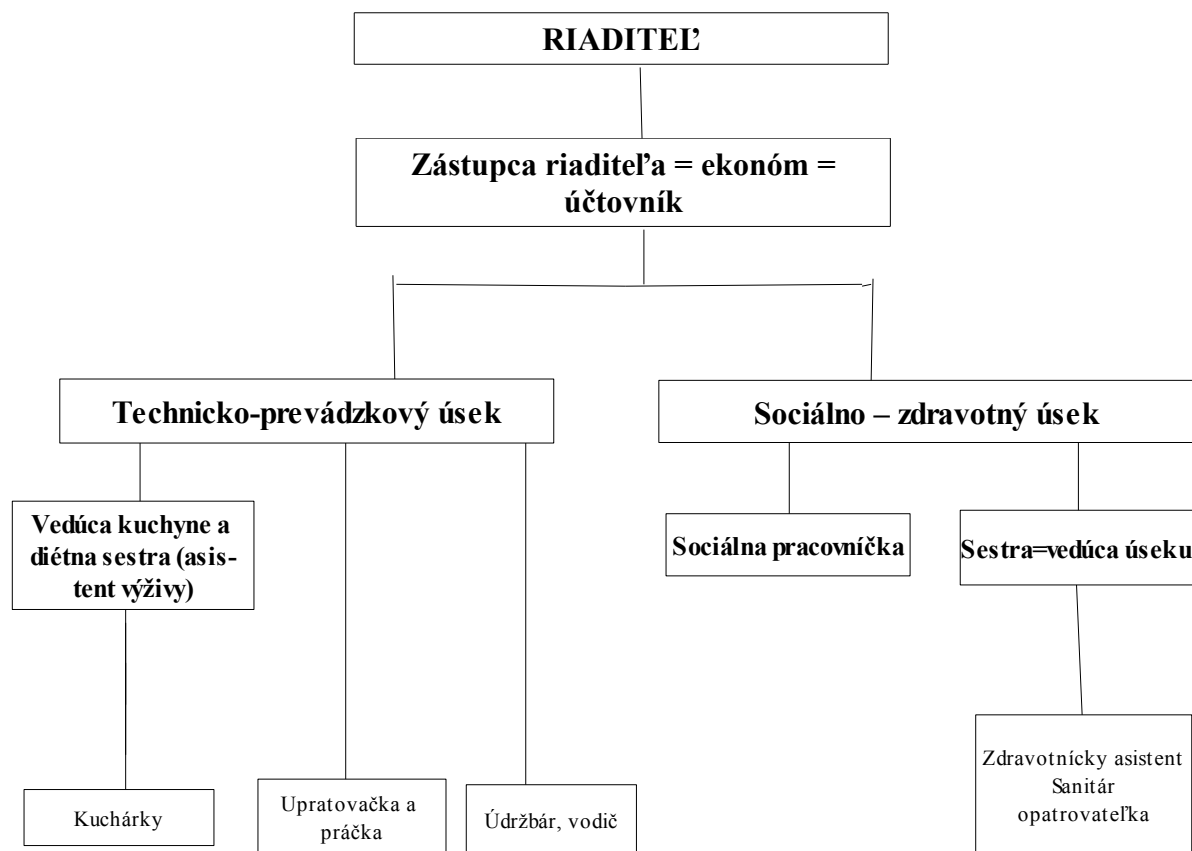 RIADITEĽ
Zástupca riaditeľa = ekonóm =
účtovník
Technicko-prevádzkový úsek
Sociálno – zdravotný úsek
Vedúca kuchyne a
diétna sestra (asis-
tent výživy)
Sociálna pracovníčka
Sestra=vedúca úseku
Kuchárky
Upratovačka a
práčka
Údržbár, vodič
Zdravotnícky asistent
Sanitár
opatrovateľka